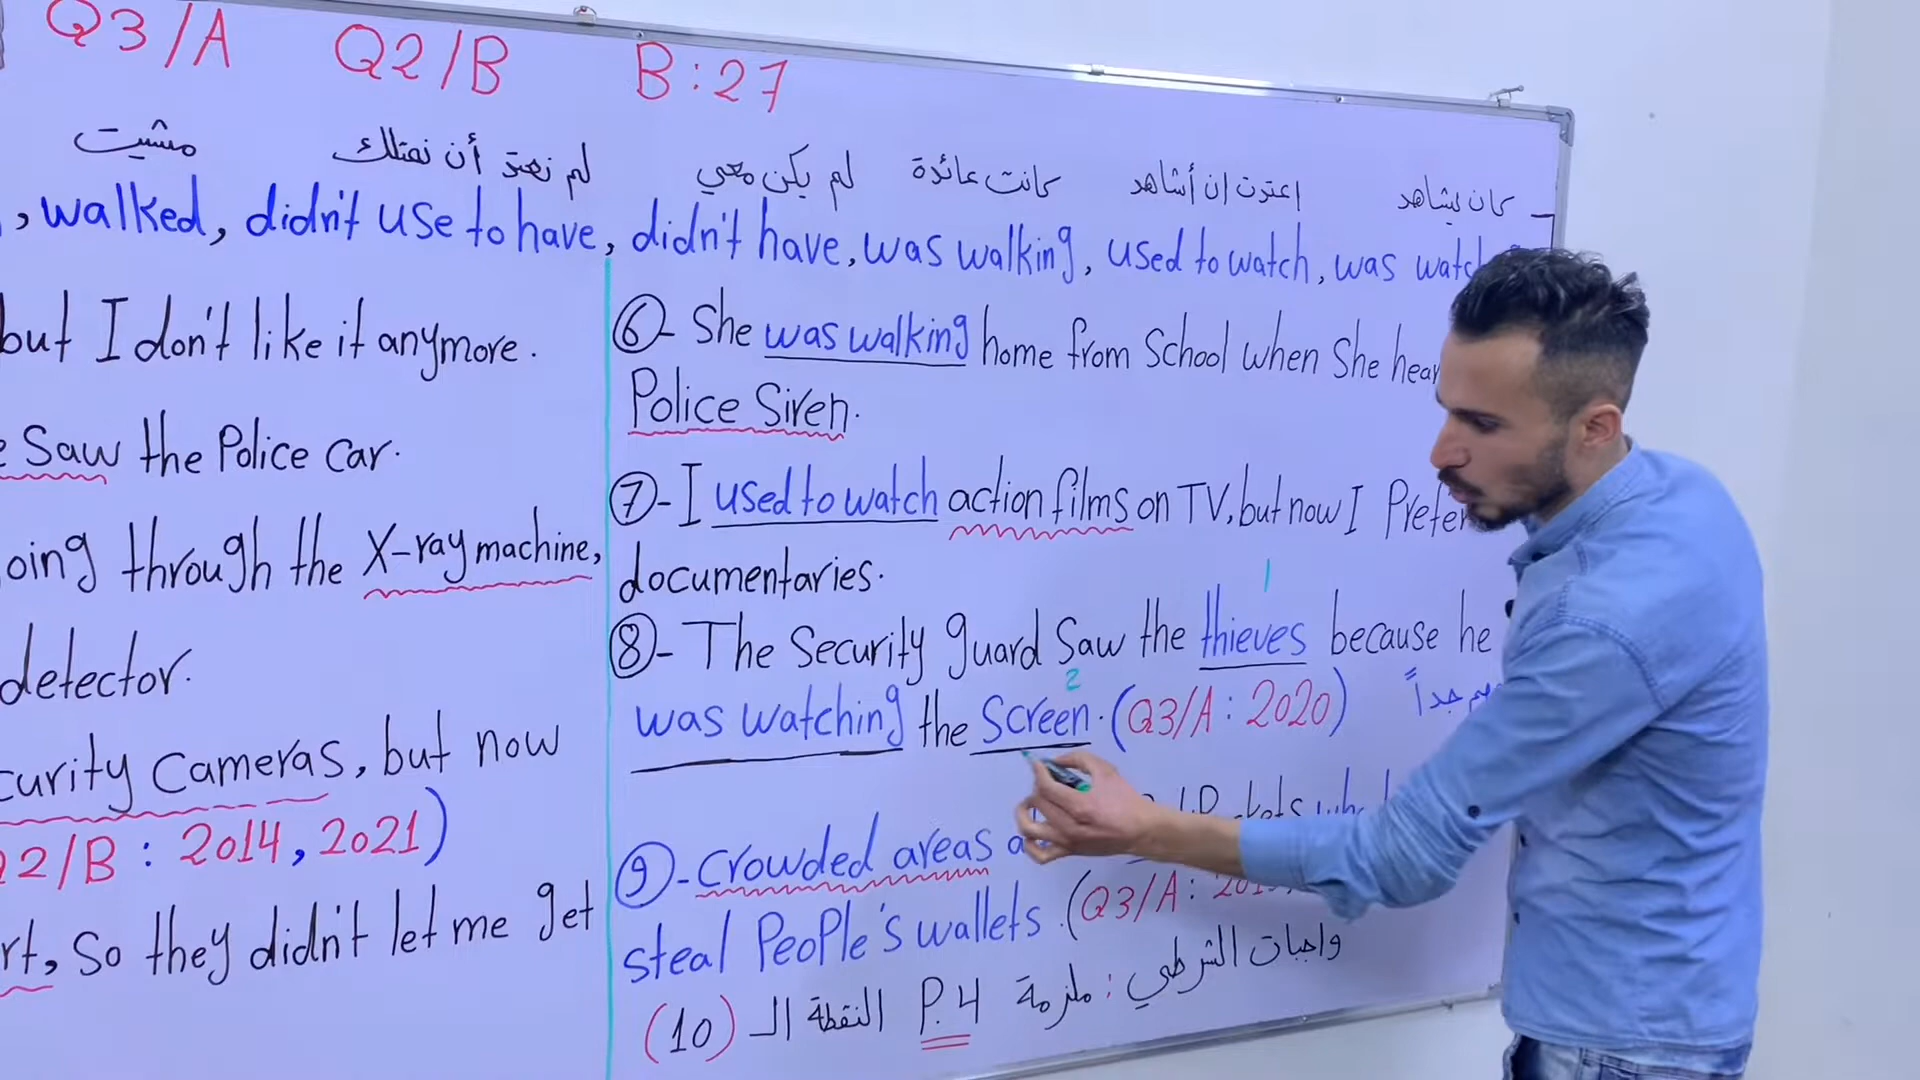 Q3/A Q2/B B:27
مشيت لم نعتد أن نمتلك لم يكن معي كانت عائدة اعتدت ان أشاهد كان يشاهد
, walked, didn't use to have, didn't have, was walking, used to watch, was watc
but I don't like it anymore.
Saw the Police car.
oing through the X-ray machine,
detector.
curity Cameras, but now
Q2/B : 2014, 2021)
rt, So they didn't let me get
⑥- She was walking home from School when She hear
Police Siren.
⑦- I used to watch action films on TV, but now I Prefer
documentaries.
1
⑧- The Security guard Saw the thieves because he
2
was watching the Screen. (Q3/A : 2020) جداً
⑨- Crowded areas
steal PeoPle's wallets. (Q3/A:
(10) النقطة الـ P.4 واجبات الشرطي : ملزمة